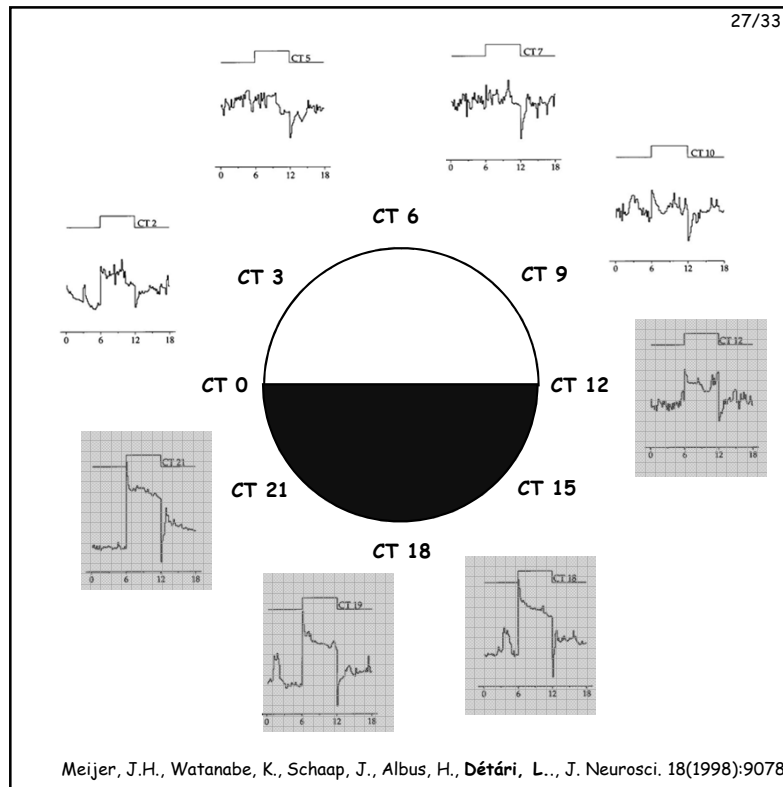 27/33
CT 5
0 6 12 18
CT 7
0 6 12 18
CT 10
0 6 12 18
CT 2
0 6 12 18
CT 6
CT 3
CT 9
CT 0
CT 12
CT 12
0 6 12 18
CT 21
0 6 12 18
CT 21
CT 15
CT 18
CT 19
0 6 12 18
CT 18
0 6 12 18
Meijer, J.H., Watanabe, K., Schaap, J., Albus, H., Détári, L.., J. Neurosci. 18(1998):9078